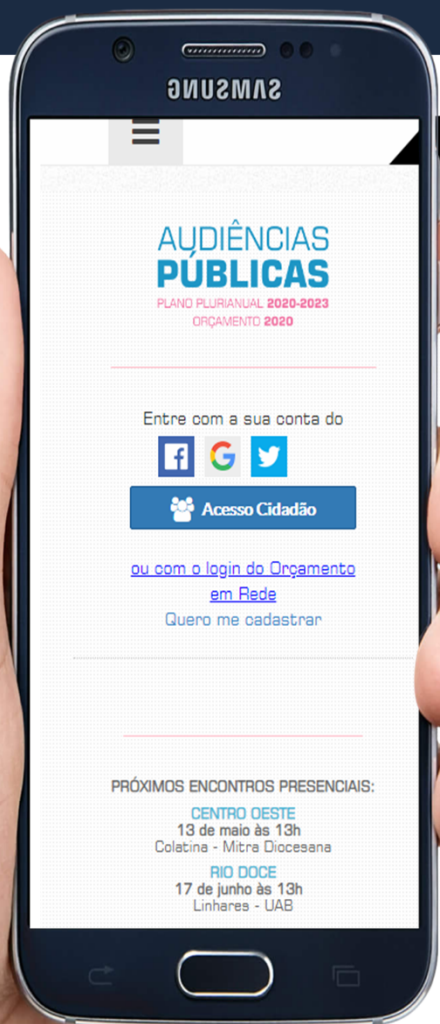 SAMSUNG
AUDIÊNCIAS
PÚBLICAS
PLANO PLURIANUAL 2020-2023
ORÇAMENTO 2020
Entre com a sua conta do
Acesso Cidadão
ou com o login do Orçamento
em Rede
Quero me cadastrar
PRÓXIMOS ENCONTROS PRESENCIAIS:
CENTRO OESTE
13 de maio às 13h
Colatina - Mitra Diocesana
RIO DOCE
17 de junho às 13h
Linhares - UAB